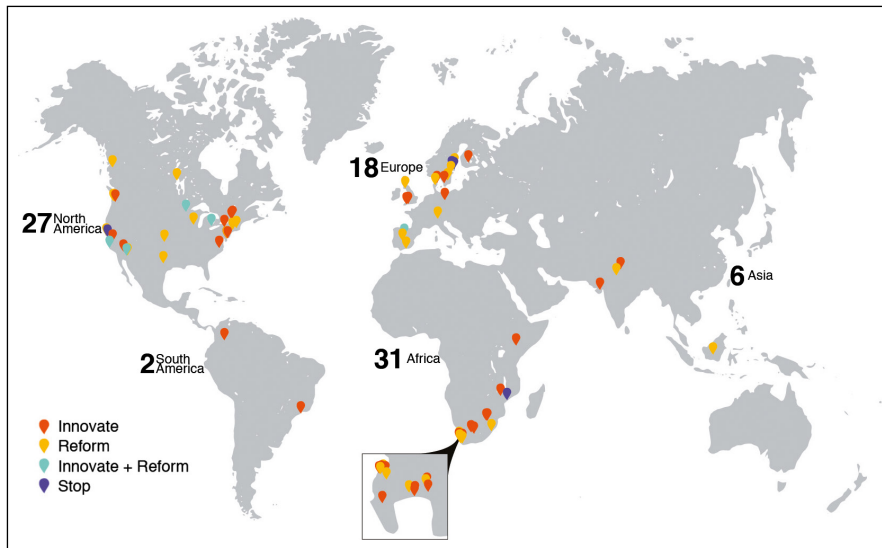 18 Europe
27 North America
6 Asia
2 South America
31 Africa
Innovate
Reform
Innovate + Reform
Stop